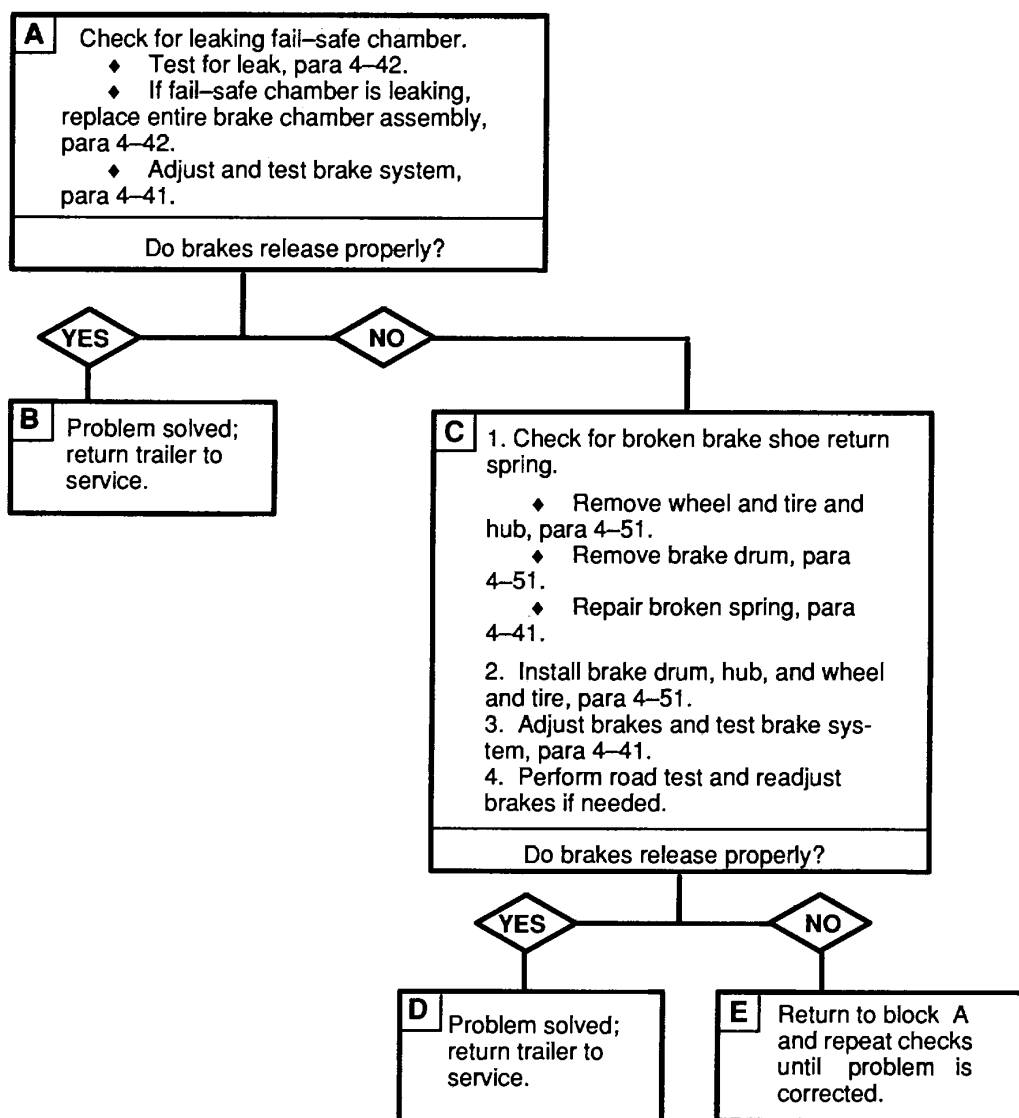 A
Check for leaking fail–safe chamber.
♦ Test for leak, para 4–42.
♦ If fail–safe chamber is leaking,
replace entire brake chamber assembly,
para 4–42.
♦ Adjust and test brake system,
para 4–41.
Do brakes release properly?
YES
NO
B
Problem solved;
return trailer to
service.
C
1. Check for broken brake shoe return
spring.
♦ Remove wheel and tire and
hub, para 4–51.
♦ Remove brake drum, para
4–51.
♦ Repair broken spring, para
4–41.
2. Install brake drum, hub, and wheel
and tire, para 4–51.
3. Adjust brakes and test brake sys-
tem, para 4–41.
4. Perform road test and readjust
brakes if needed.
Do brakes release properly?
YES
NO
D
Problem solved;
return trailer to
service.
E
Return to block A
and repeat checks
until problem is
corrected.